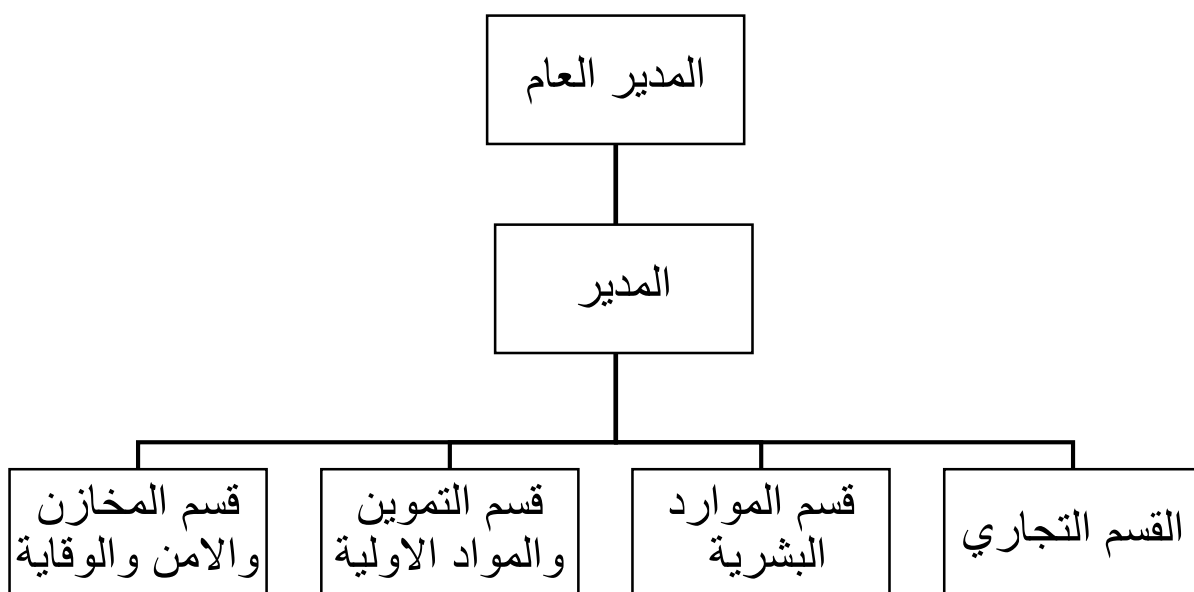 المدير العام
المدير
القسم التجاري
قسم الموارد
البشرية
قسم التموين
والمواد الاولية
قسم المخازن
والامن والوقاية